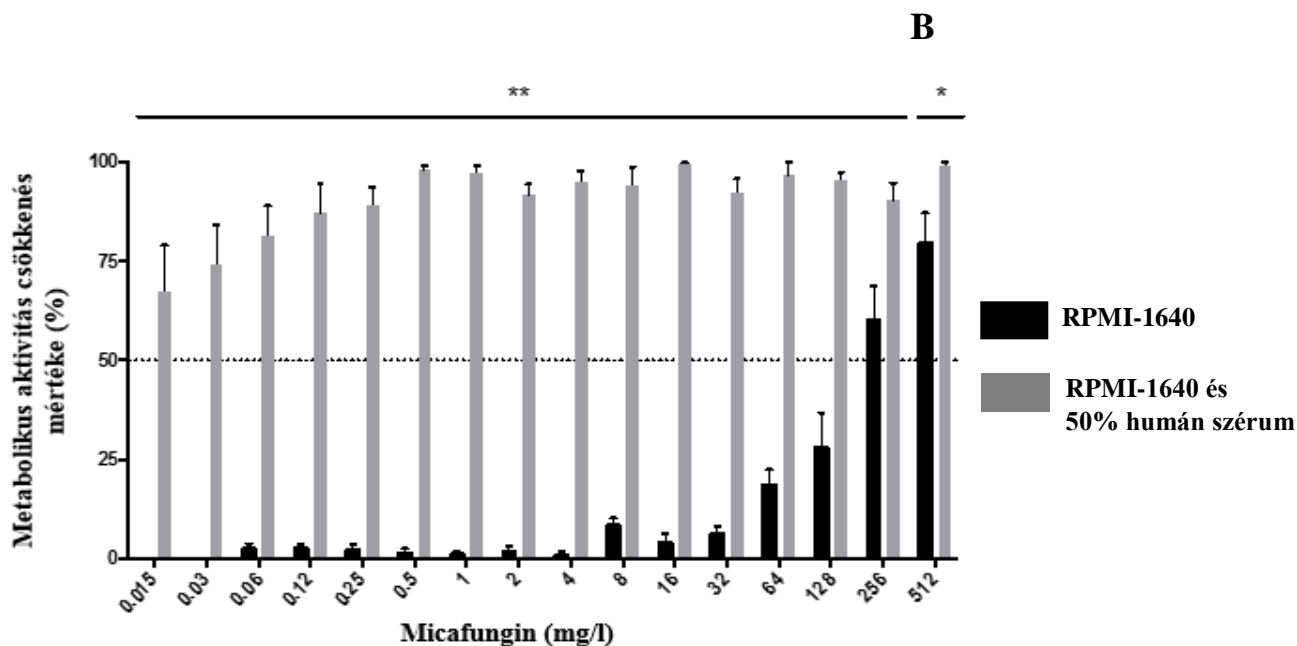 B
** *
Metabolikus aktivitás csökkenés
mértéke (%)
100
75
50
25
0
0.015 0.03 0.06 0.12 0.25 0.5 1 2 4 8 16 32 64 128 256 512
Micafungin (mg/l)
RPMI-1640
RPMI-1640 és
50% humán szérum